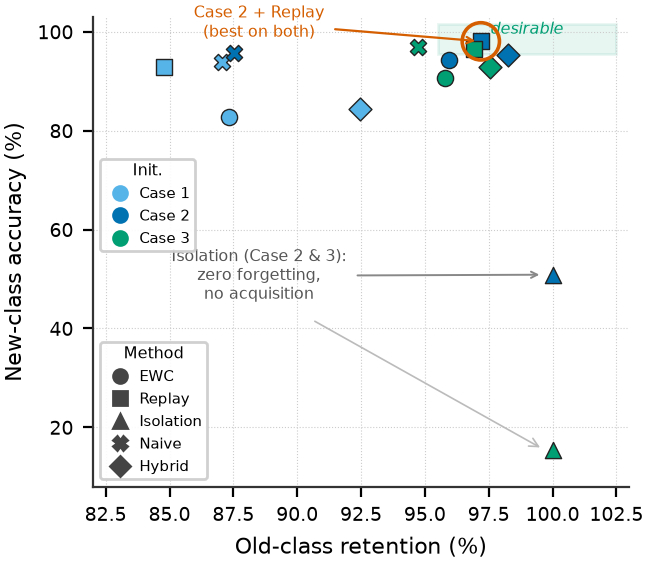 Case 2 + Replay
(best on both)
desirable
100
80
60
40
20
New-class accuracy (%)
Init.
Case 1
Case 2
Case 3
Isolation (Case 2 & 3):
zero forgetting,
no acquisition
Method
EWC
Replay
Isolation
Naive
Hybrid
82.5 85.0 87.5 90.0 92.5 95.0 97.5 100.0 102.5
Old-class retention (%)